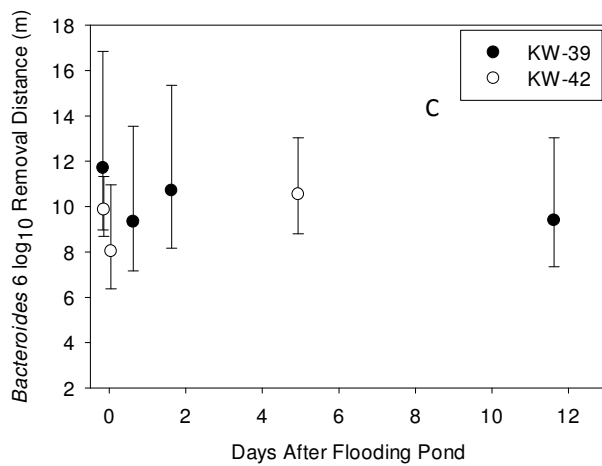 18
16
14
12
10
8
6
4
2
Bacteroides 6 log10 Removal Distance (m)
KW-39
KW-42
C
0 2 4 6 8 10 12
Days After Flooding Pond